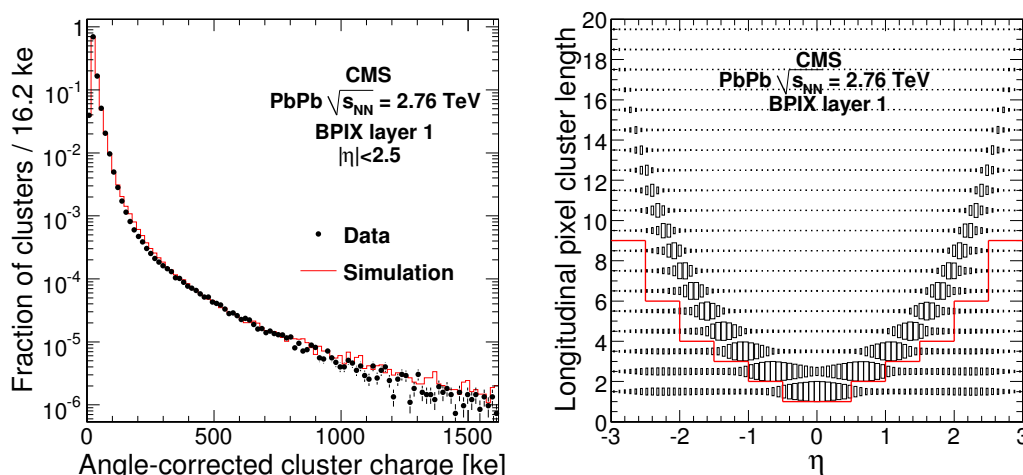 Fraction of clusters / 16.2 ke
1
10⁻¹
10⁻²
10⁻³
10⁻⁴
10⁻⁵
10⁻⁶
CMS
PbPb √s_NN = 2.76 TeV
BPIX layer 1
|η|<2.5
Data
Simulation
0 500 1000 1500
Angle-corrected cluster charge [ke]
Longitudinal pixel cluster length
20
18
16
14
12
10
8
6
4
2
0
CMS
PbPb √s_NN = 2.76 TeV
BPIX layer 1
-3 -2 -1 0 1 2 3
η